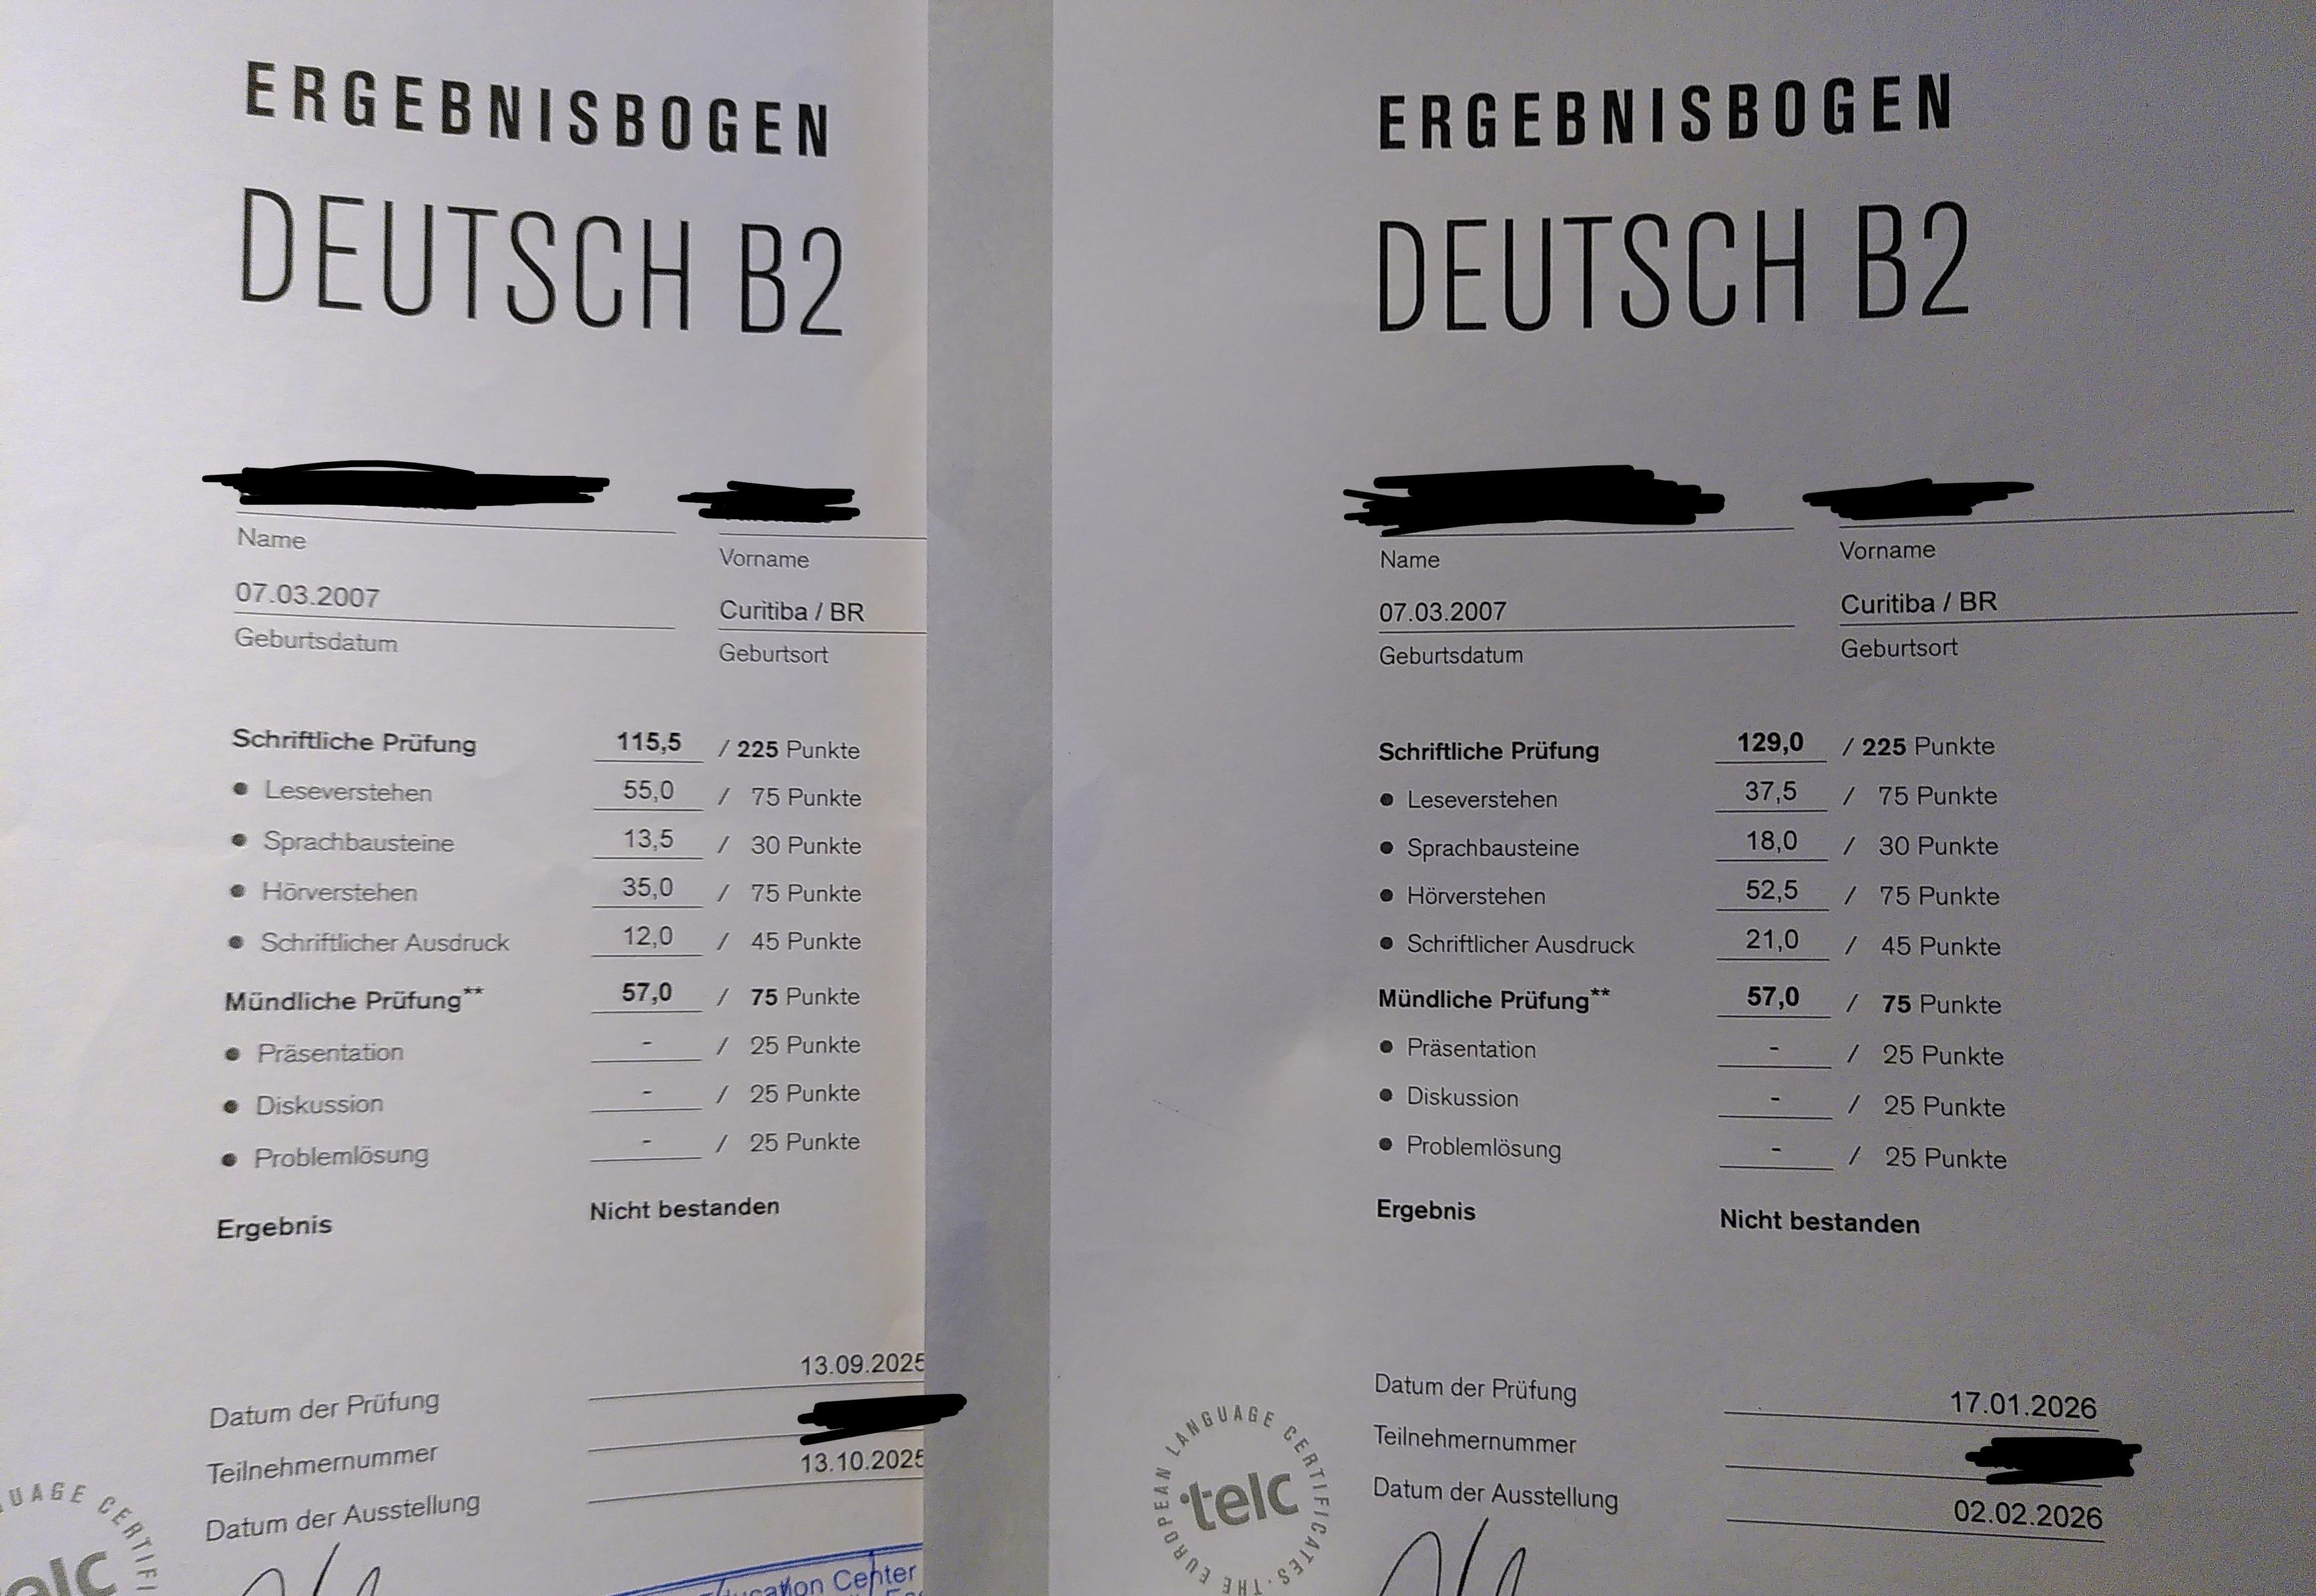 ERGEBNISBOGEN
DEUTSCH B2
Name
Vorname
07.03.2007
Curitiba / BR
Geburtsdatum
Geburtsort
Schriftliche Prüfung 115,5 / 225 Punkte
• Leseverstehen 55,0 / 75 Punkte
• Sprachbausteine 13,5 / 30 Punkte
• Hörverstehen 35,0 / 75 Punkte
• Schriftlicher Ausdruck 12,0 / 45 Punkte
Mündliche Prüfung** 57,0 / 75 Punkte
• Präsentation - / 25 Punkte
• Diskussion - / 25 Punkte
• Problemlösung - / 25 Punkte
Ergebnis Nicht bestanden
Datum der Prüfung 13.09.2025
Teilnehmernummer
Datum der Ausstellung 13.10.2025
UAGE CERTIFI
elc
Center
ERGEBNISBOGEN
DEUTSCH B2
Name
Vorname
07.03.2007
Curitiba / BR
Geburtsdatum
Geburtsort
Schriftliche Prüfung 129,0 / 225 Punkte
• Leseverstehen 37,5 / 75 Punkte
• Sprachbausteine 18,0 / 30 Punkte
• Hörverstehen 52,5 / 75 Punkte
• Schriftlicher Ausdruck 21,0 / 45 Punkte
Mündliche Prüfung** 57,0 / 75 Punkte
• Präsentation - / 25 Punkte
• Diskussion - / 25 Punkte
• Problemlösung - / 25 Punkte
Ergebnis Nicht bestanden
Datum der Prüfung 17.01.2026
Teilnehmernummer
Datum der Ausstellung 02.02.2026
THE EUROPEAN LANGUAGE CERTIFICATES.
telc